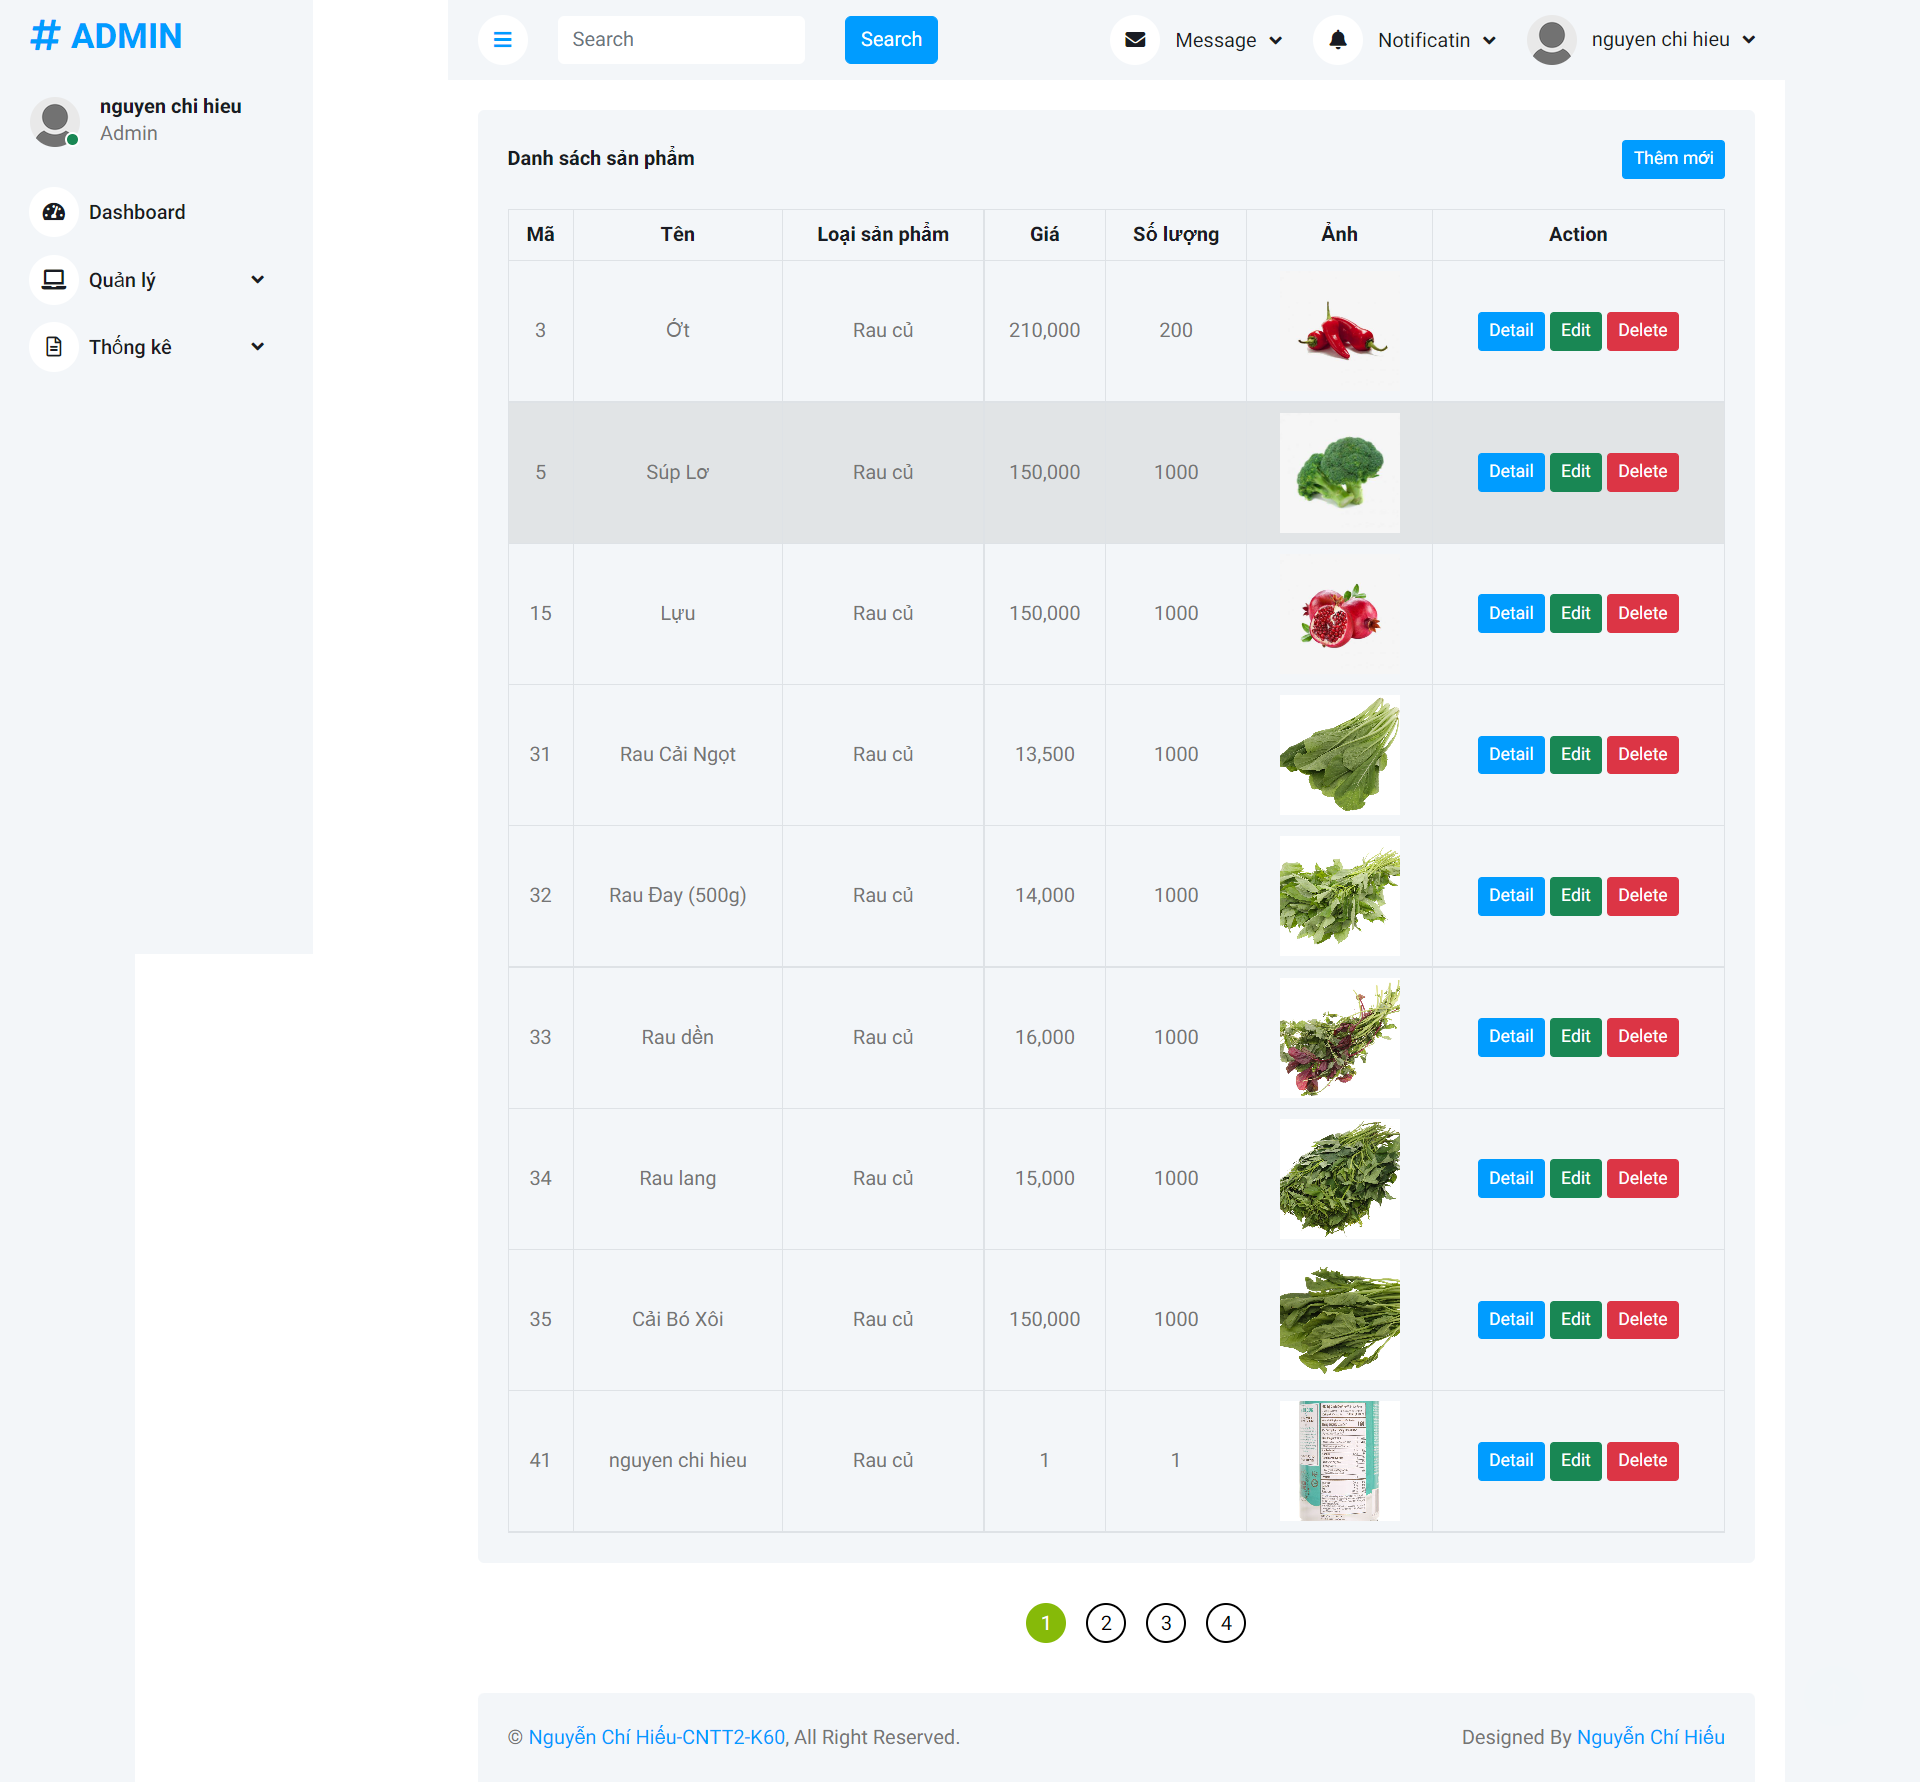 # ADMIN
nguyen chi hieu
Admin
Dashboard
Quản lý
Thống kê
Search
Search
Message
Notificatin
nguyen chi hieu
Danh sách sản phẩm
Thêm mới
Mã Tên Loại sản phẩm Giá Số lượng Ảnh Action
3 Ớt Rau củ 210,000 200 Detail Edit Delete
5 Súp Lơ Rau củ 150,000 1000 Detail Edit Delete
15 Lựu Rau củ 150,000 1000 Detail Edit Delete
31 Rau Cải Ngọt Rau củ 13,500 1000 Detail Edit Delete
32 Rau Đay (500g) Rau củ 14,000 1000 Detail Edit Delete
33 Rau dền Rau củ 16,000 1000 Detail Edit Delete
34 Rau lang Rau củ 15,000 1000 Detail Edit Delete
35 Cải Bó Xôi Rau củ 150,000 1000 Detail Edit Delete
41 nguyen chi hieu Rau củ 1 1 Detail Edit Delete
1 2 3 4
© Nguyễn Chí Hiếu-CNTT2-K60, All Right Reserved.
Designed By Nguyễn Chí Hiếu